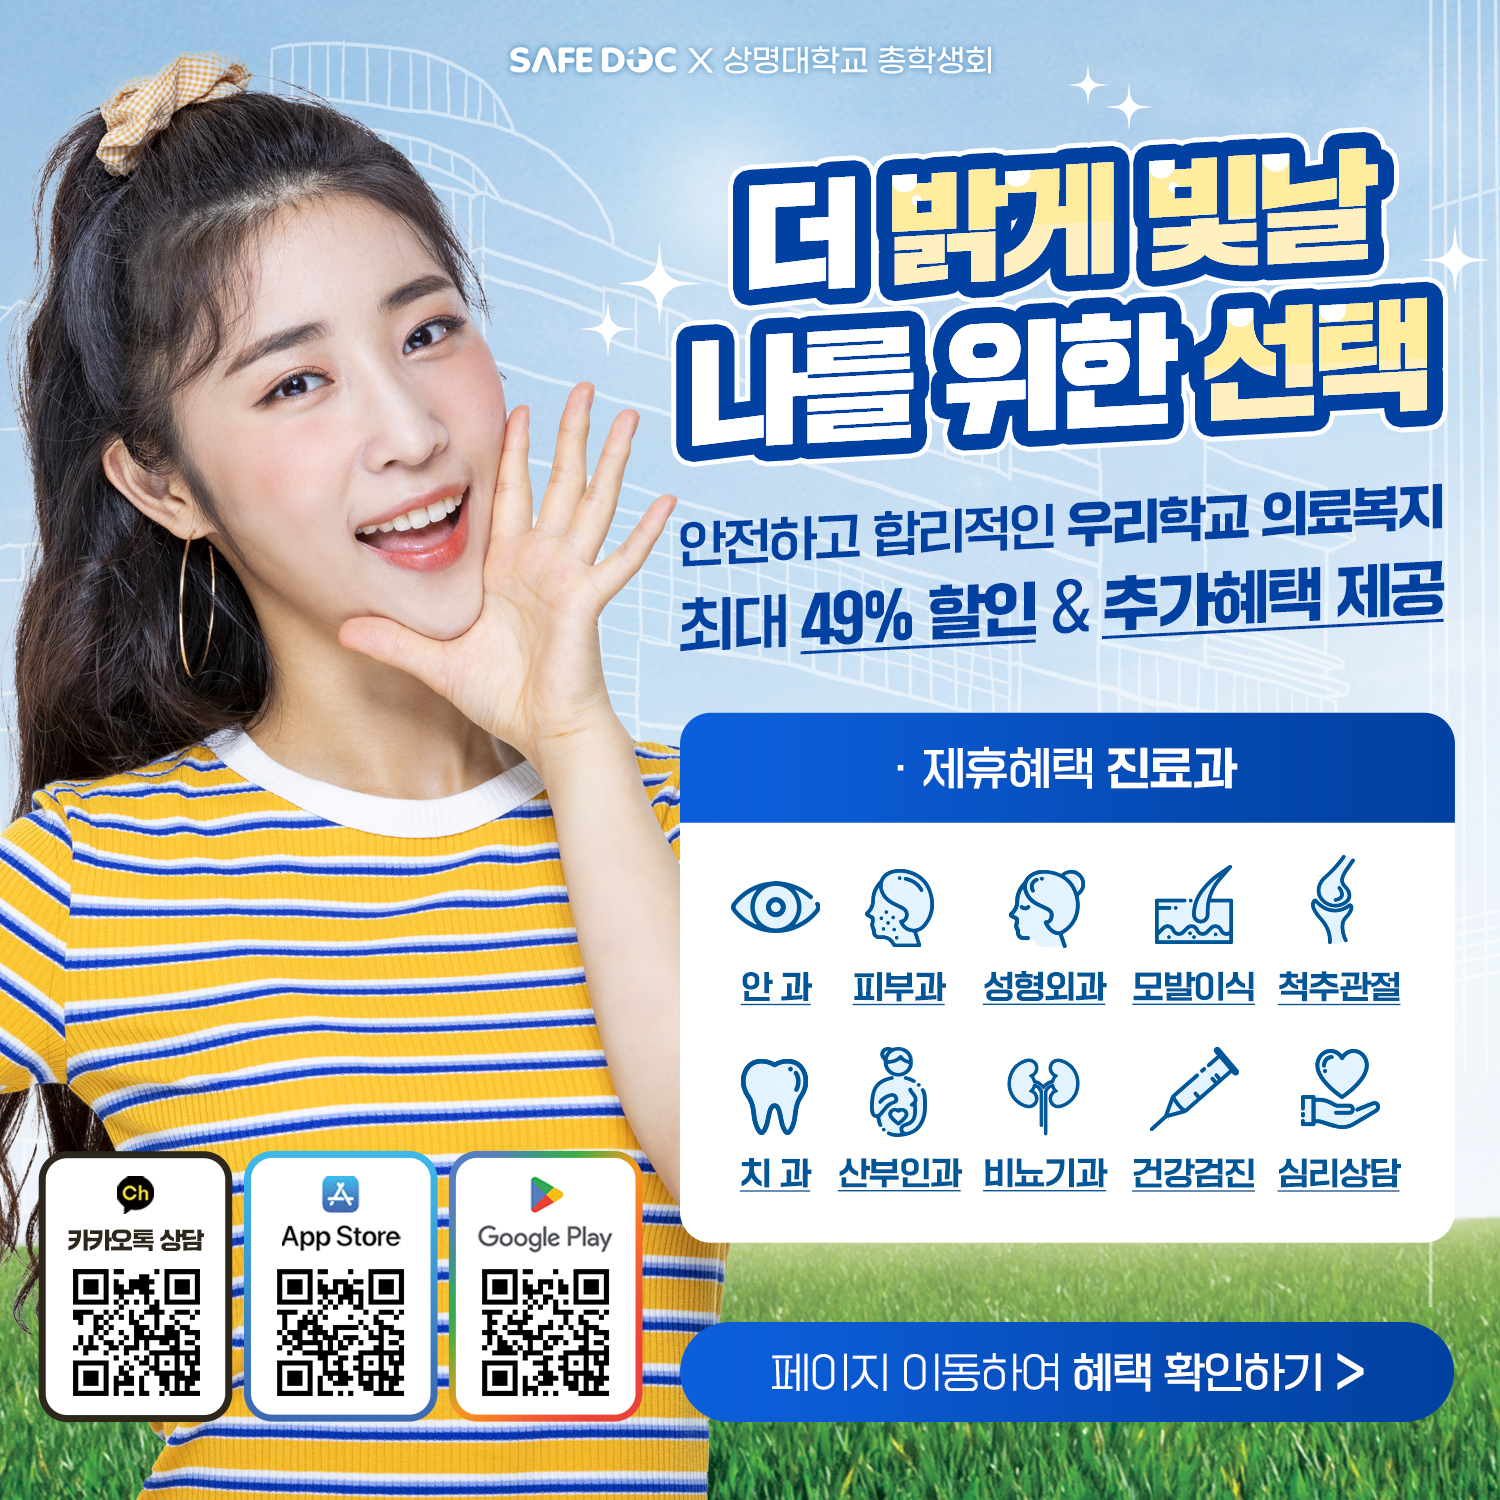 SAFE DOC X 상명대학교 총학생회
더 밝게 빛날
나를 위한 선택
안전하고 합리적인 우리학교 의료복지
최대 49% 할인 & 추가혜택 제공
· 제휴혜택 진료과
안 과 피부과 성형외과 모발이식 척추관절
치 과 산부인과 비뇨기과 건강검진 심리상담
Ch
카카오톡 상담
App Store
Google Play
페이지 이동하여 혜택 확인하기 >